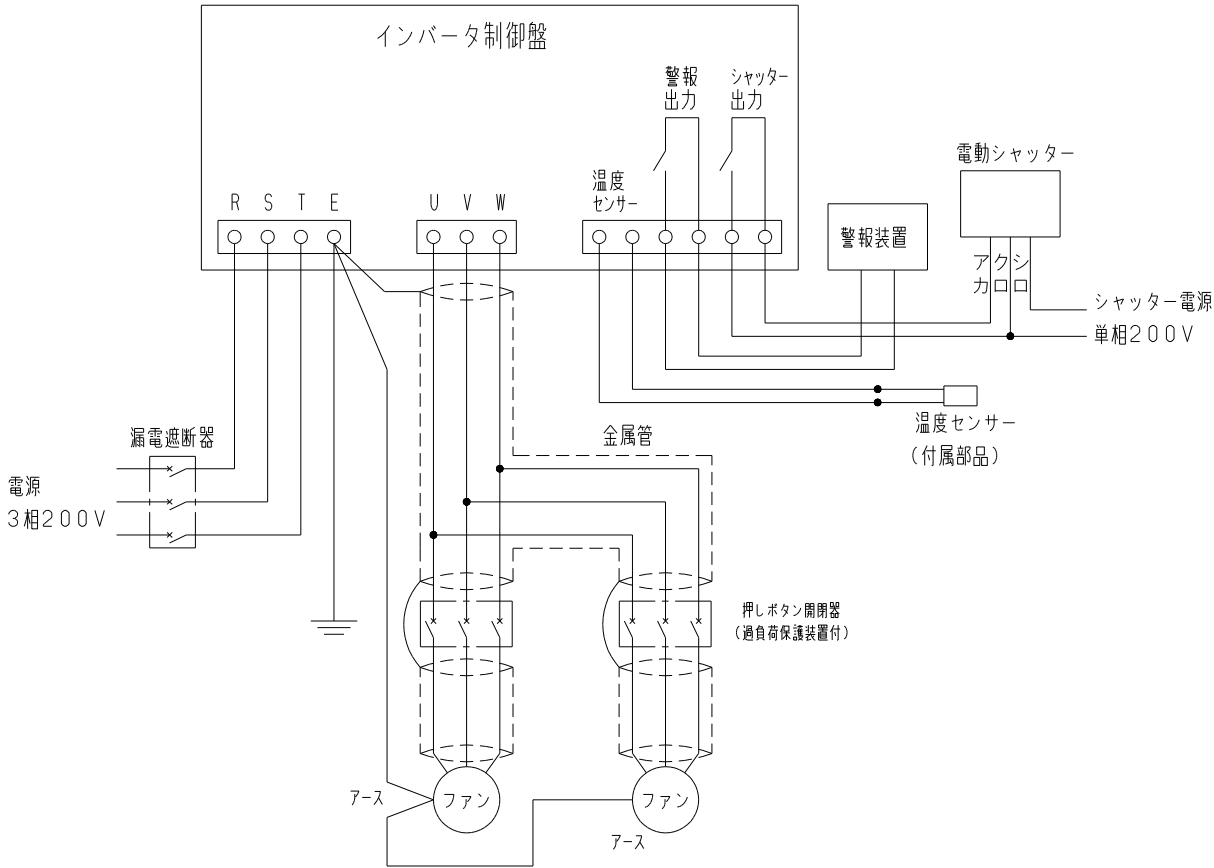 インバータ制御盤
警報
出力
シャッター
出力
温度
センサー
R S T E
U V W
電動シャッター
警報装置
アカ
クロ
シロ
シャッター電源
単相200V
温度センサー
(付属部品)
金属管
漏電遮断器
電源
3相200V
押しボタン開閉器
(過負荷保護装置付)
アース
ファン
ファン
アース